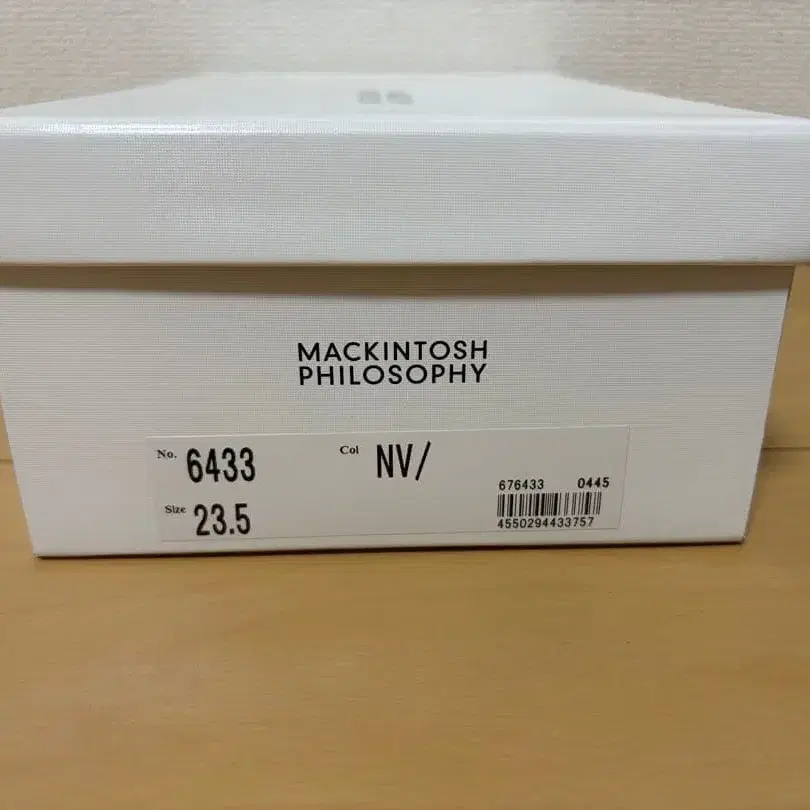 MACKINTOSH
PHILOSOPHY
No. 6433 Col NV/
676433 0445
Size 23.5
4550294433757